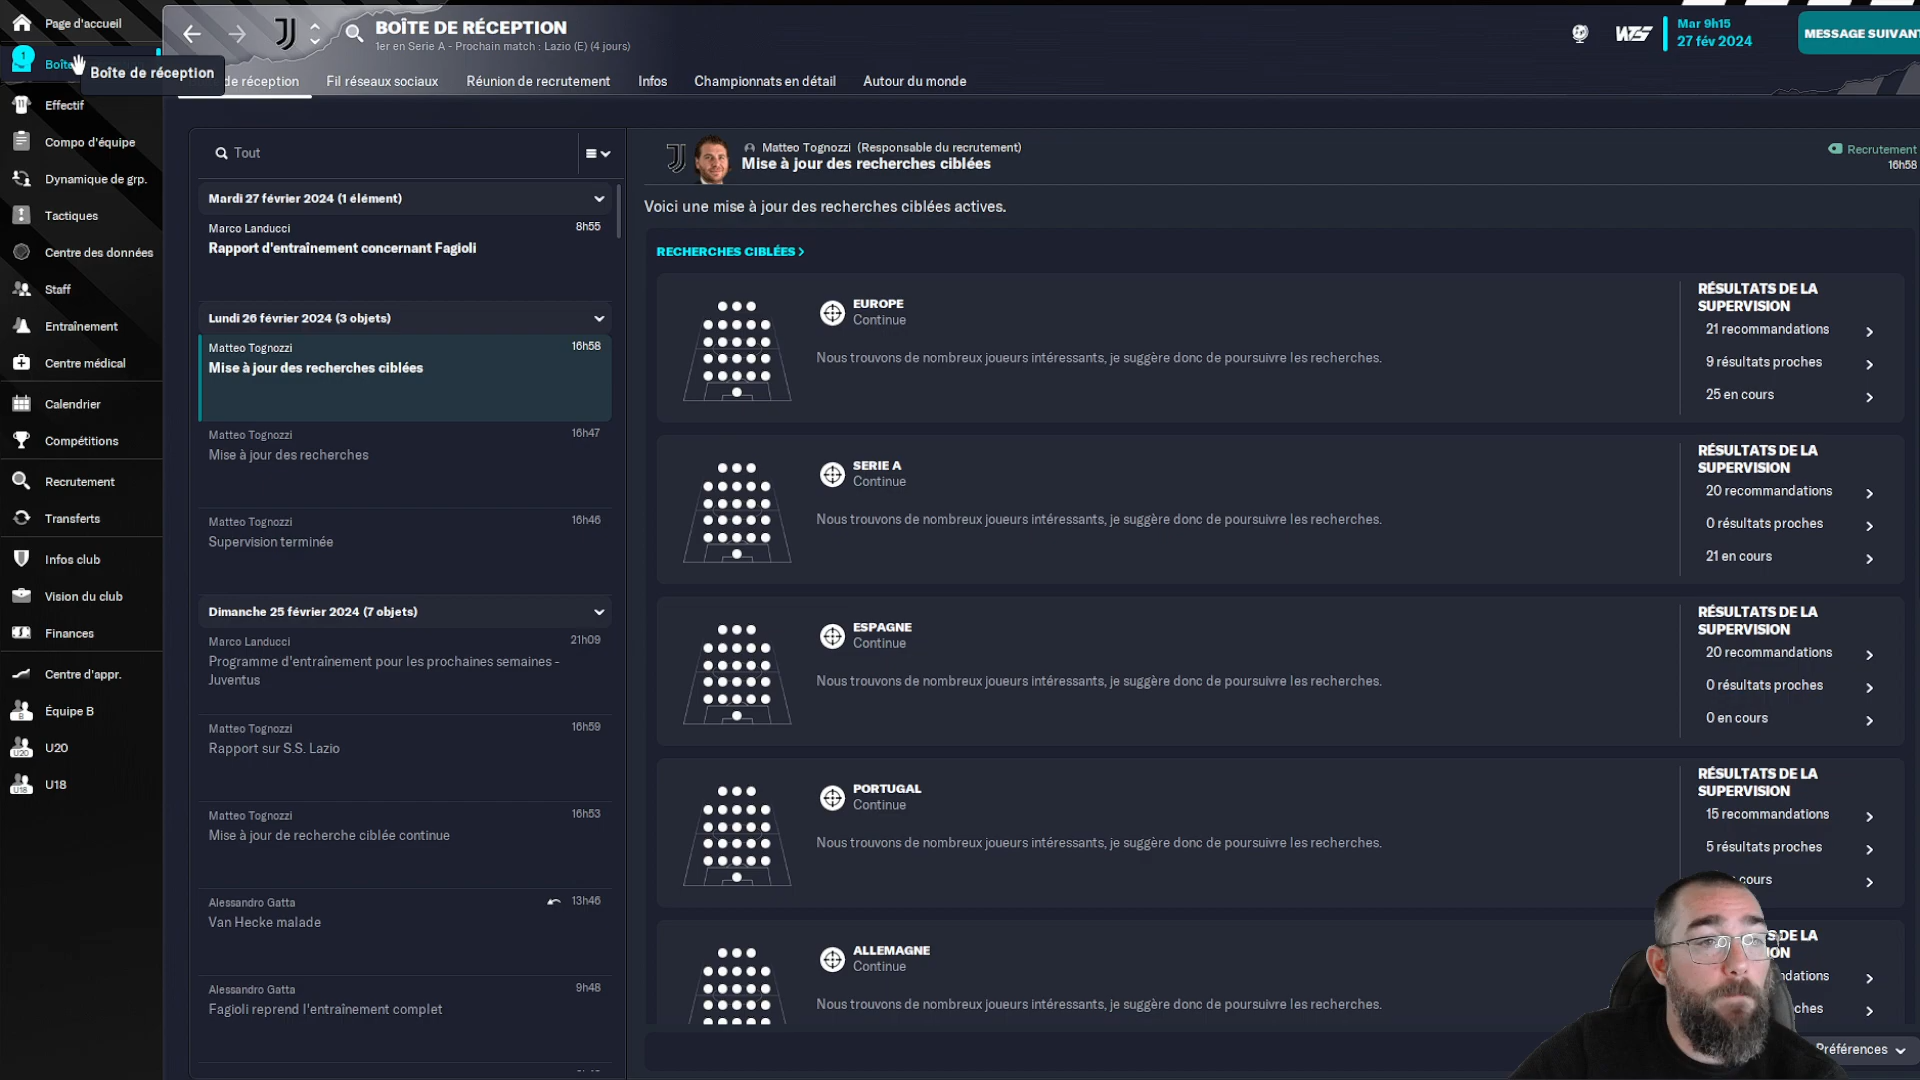 Page d'accueil
Boîte de réception
Effectif
Compo d'équipe
Dynamique de grp.
Tactiques
Centre des données
Staff
Entraînement
Centre médical
Calendrier
Compétitions
Recrutement
Transferts
Infos club
Vision du club
Finances
Centre d'appr.
Équipe B
U20
U18
BOÎTE DE RÉCEPTION
1er en Serie A - Prochain match : Lazio (E) (4 jours)
Mar 9h15
27 fév 2024
MESSAGE SUIVANT
de réception
Fil réseaux sociaux
Réunion de recrutement
Infos
Championnats en détail
Autour du monde
Tout
Mardi 27 février 2024 (1 élément)
Marco Landucci 8h55
Rapport d'entraînement concernant Fagioli
Lundi 26 février 2024 (3 objets)
Matteo Tognozzi 16h58
Mise à jour des recherches ciblées
Matteo Tognozzi 16h47
Mise à jour des recherches
Matteo Tognozzi 16h46
Supervision terminée
Dimanche 25 février 2024 (7 objets)
Marco Landucci 21h09
Programme d'entraînement pour les prochaines semaines -
Juventus
Matteo Tognozzi 16h59
Rapport sur S.S. Lazio
Matteo Tognozzi 16h53
Mise à jour de recherche ciblée continue
Alessandro Gatta 13h46
Van Hecke malade
Alessandro Gatta 9h48
Fagioli reprend l'entraînement complet
Matteo Tognozzi (Responsable du recrutement)
Mise à jour des recherches ciblées
Recrutement
16h58
Voici une mise à jour des recherches ciblées actives.
RECHERCHES CIBLÉES >
EUROPE
Continue
Nous trouvons de nombreux joueurs intéressants, je suggère donc de poursuivre les recherches.
RÉSULTATS DE LA
SUPERVISION
21 recommandations
9 résultats proches
25 en cours
SERIE A
Continue
Nous trouvons de nombreux joueurs intéressants, je suggère donc de poursuivre les recherches.
RÉSULTATS DE LA
SUPERVISION
20 recommandations
0 résultats proches
21 en cours
ESPAGNE
Continue
Nous trouvons de nombreux joueurs intéressants, je suggère donc de poursuivre les recherches.
RÉSULTATS DE LA
SUPERVISION
20 recommandations
0 résultats proches
0 en cours
PORTUGAL
Continue
Nous trouvons de nombreux joueurs intéressants, je suggère donc de poursuivre les recherches.
RÉSULTATS DE LA
SUPERVISION
15 recommandations
5 résultats proches
cours
ALLEMAGNE
Continue
Nous trouvons de nombreux joueurs intéressants, je suggère donc de poursuivre les recherches.
DE LA
Préférences